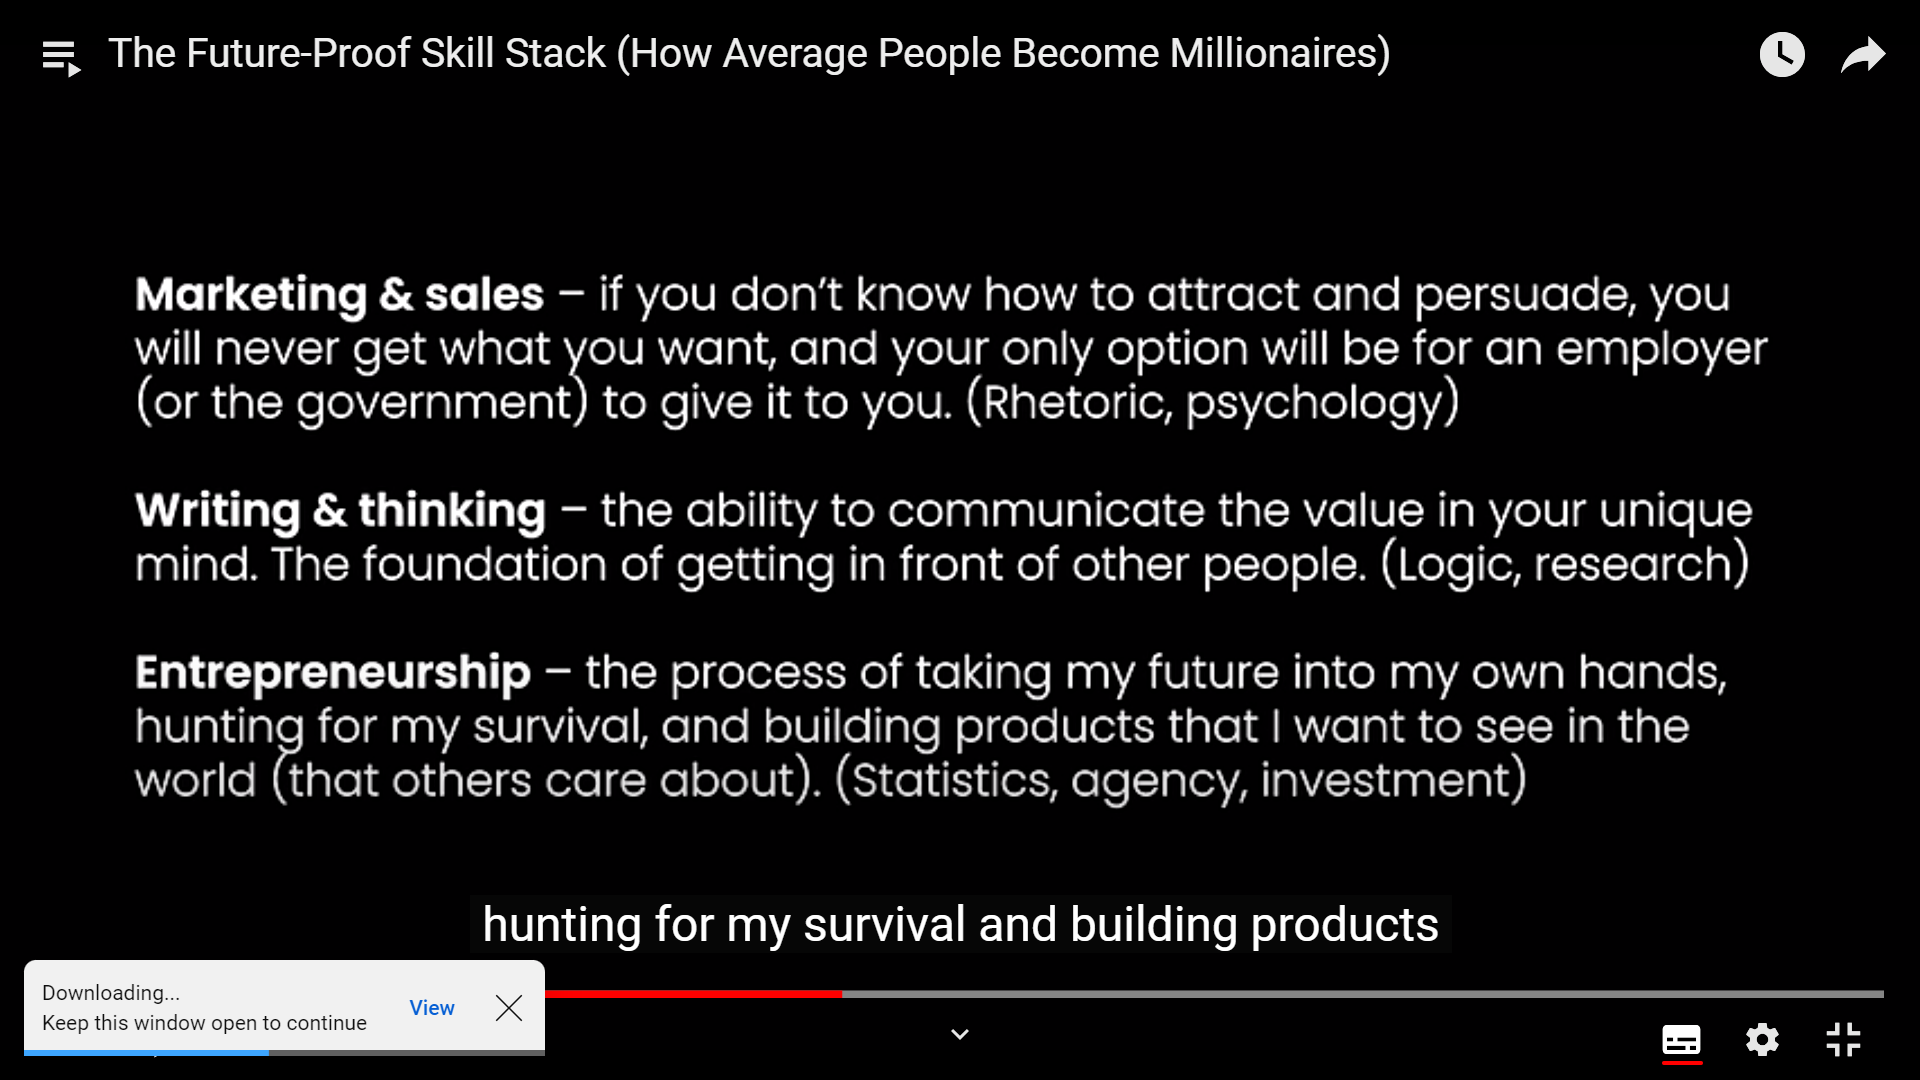 The Future-Proof Skill Stack (How Average People Become Millionaires)
Marketing & sales – if you don't know how to attract and persuade, you
will never get what you want, and your only option will be for an employer
(or the government) to give it to you. (Rhetoric, psychology)
Writing & thinking – the ability to communicate the value in your unique
mind. The foundation of getting in front of other people. (Logic, research)
Entrepreneurship – the process of taking my future into my own hands,
hunting for my survival, and building products that I want to see in the
world (that others care about). (Statistics, agency, investment)
hunting for my survival and building products
Downloading...
View
Keep this window open to continue